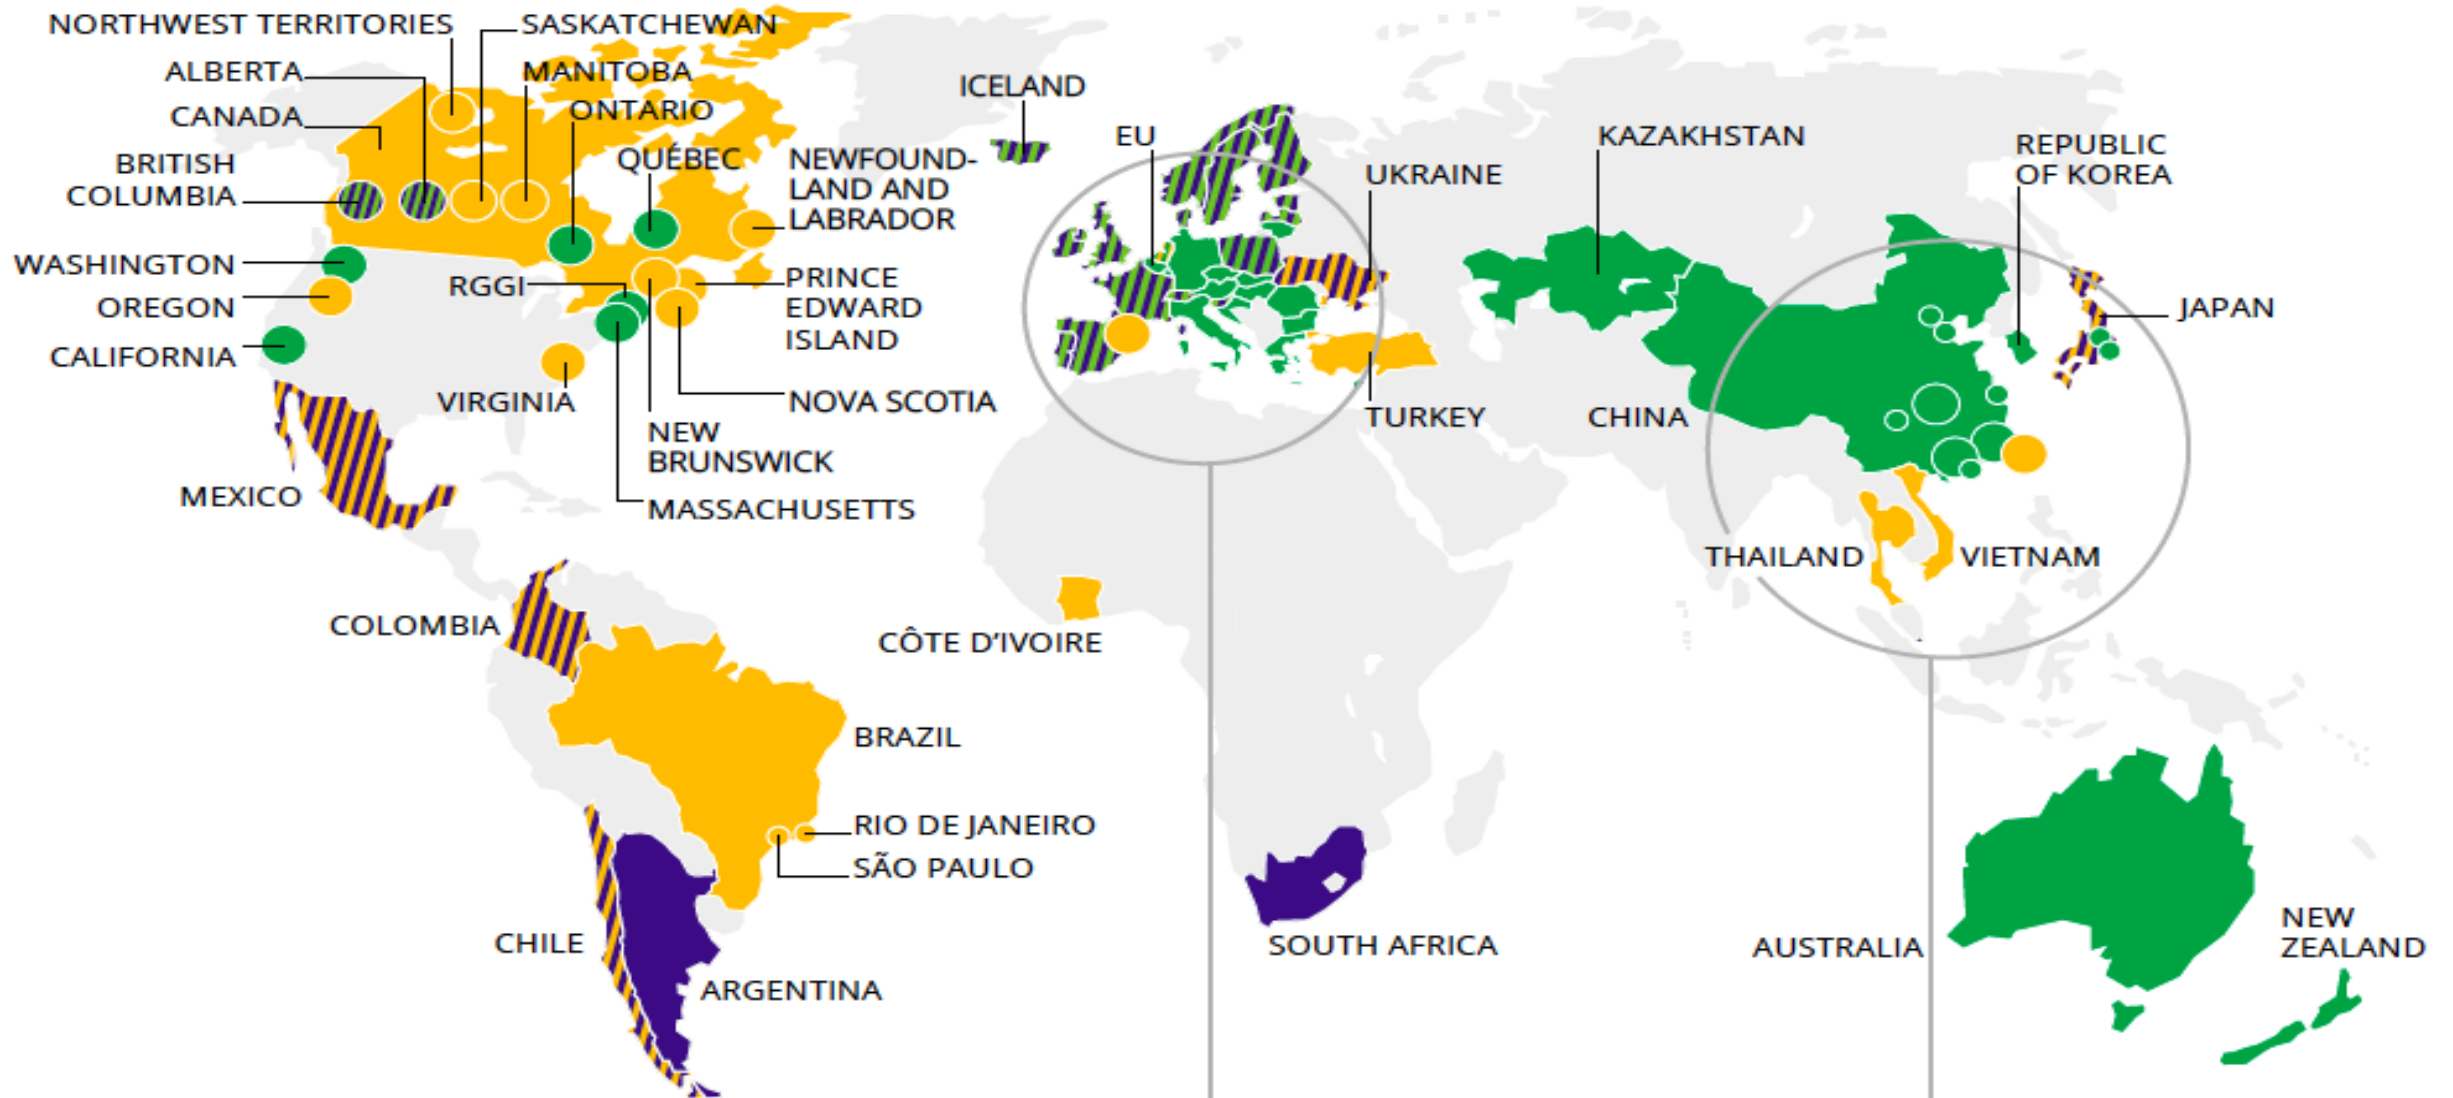 NORTHWEST TERRITORIES
SASKATCHEWAN
ALBERTA
MANITOBA
CANADA
ONTARIO
BRITISH
COLUMBIA
QUÉBEC
NEWFOUND-
LAND AND
LABRADOR
WASHINGTON
OREGON
RGGI
PRINCE
EDWARD
ISLAND
CALIFORNIA
VIRGINIA
NOVA SCOTIA
NEW
BRUNSWICK
MASSACHUSETTS
MEXICO
ICELAND
EU
UKRAINE
KAZAKHSTAN
REPUBLIC
OF KOREA
JAPAN
TURKEY
CHINA
THAILAND
VIETNAM
COLOMBIA
CÔTE D'IVOIRE
BRAZIL
RIO DE JANEIRO
SÃO PAULO
CHILE
ARGENTINA
SOUTH AFRICA
AUSTRALIA
NEW
ZEALAND